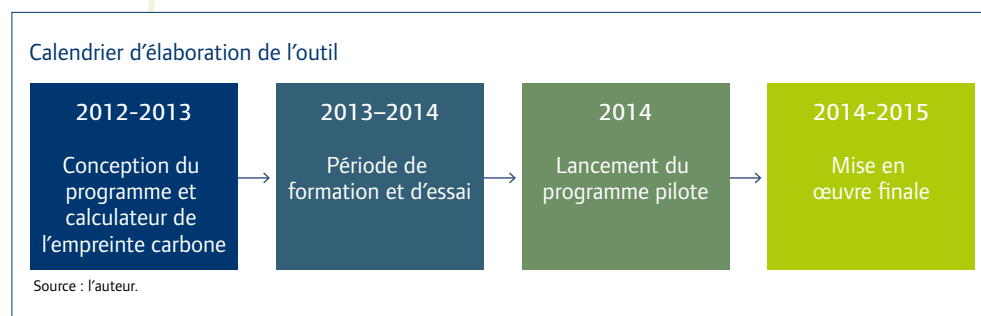 Calendrier d’élaboration de l’outil
2012-2013
Conception du
programme et
calculateur de
l’empreinte carbone
2013–2014
Période de
formation et d’essai
2014
Lancement du
programme pilote
2014-2015
Mise en
œuvre finale
Source : l’auteur.